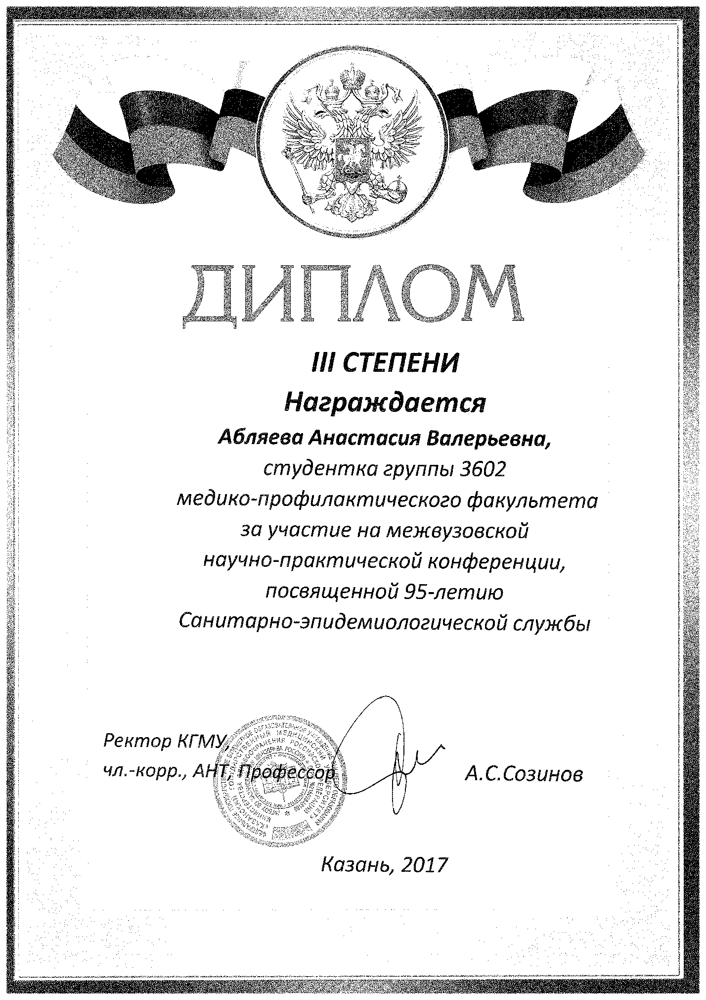 ДИПЛОМ
III СТЕПЕНИ
Награждается
Абляева Анастасия Валерьевна,
студентка группы 3602
медико-профилактического факультета
за участие на межвузовской
научно-практической конференции,
посвященной 95-летию
Санитарно-эпидемиологической службы
Ректор КГМУ,
чл.-корр., АНТ, Профессор
А.С.Созинов
Казань, 2017